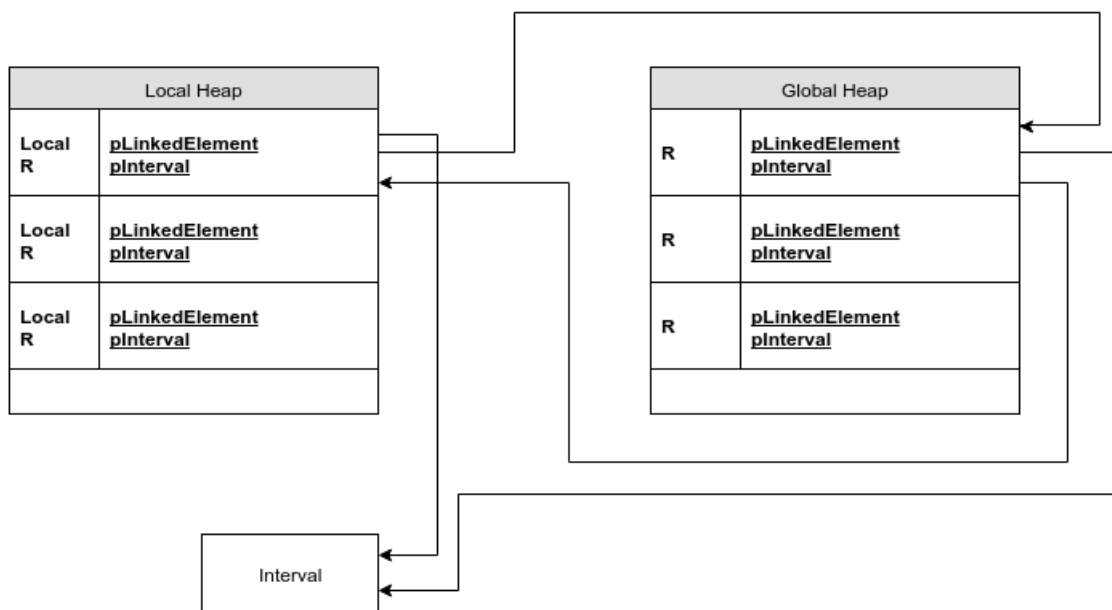 Local Heap
Local
R
pLinkedElement
pInterval
Local
R
pLinkedElement
pInterval
Local
R
pLinkedElement
pInterval
Global Heap
R
pLinkedElement
pInterval
R
pLinkedElement
pInterval
R
pLinkedElement
pInterval
Interval